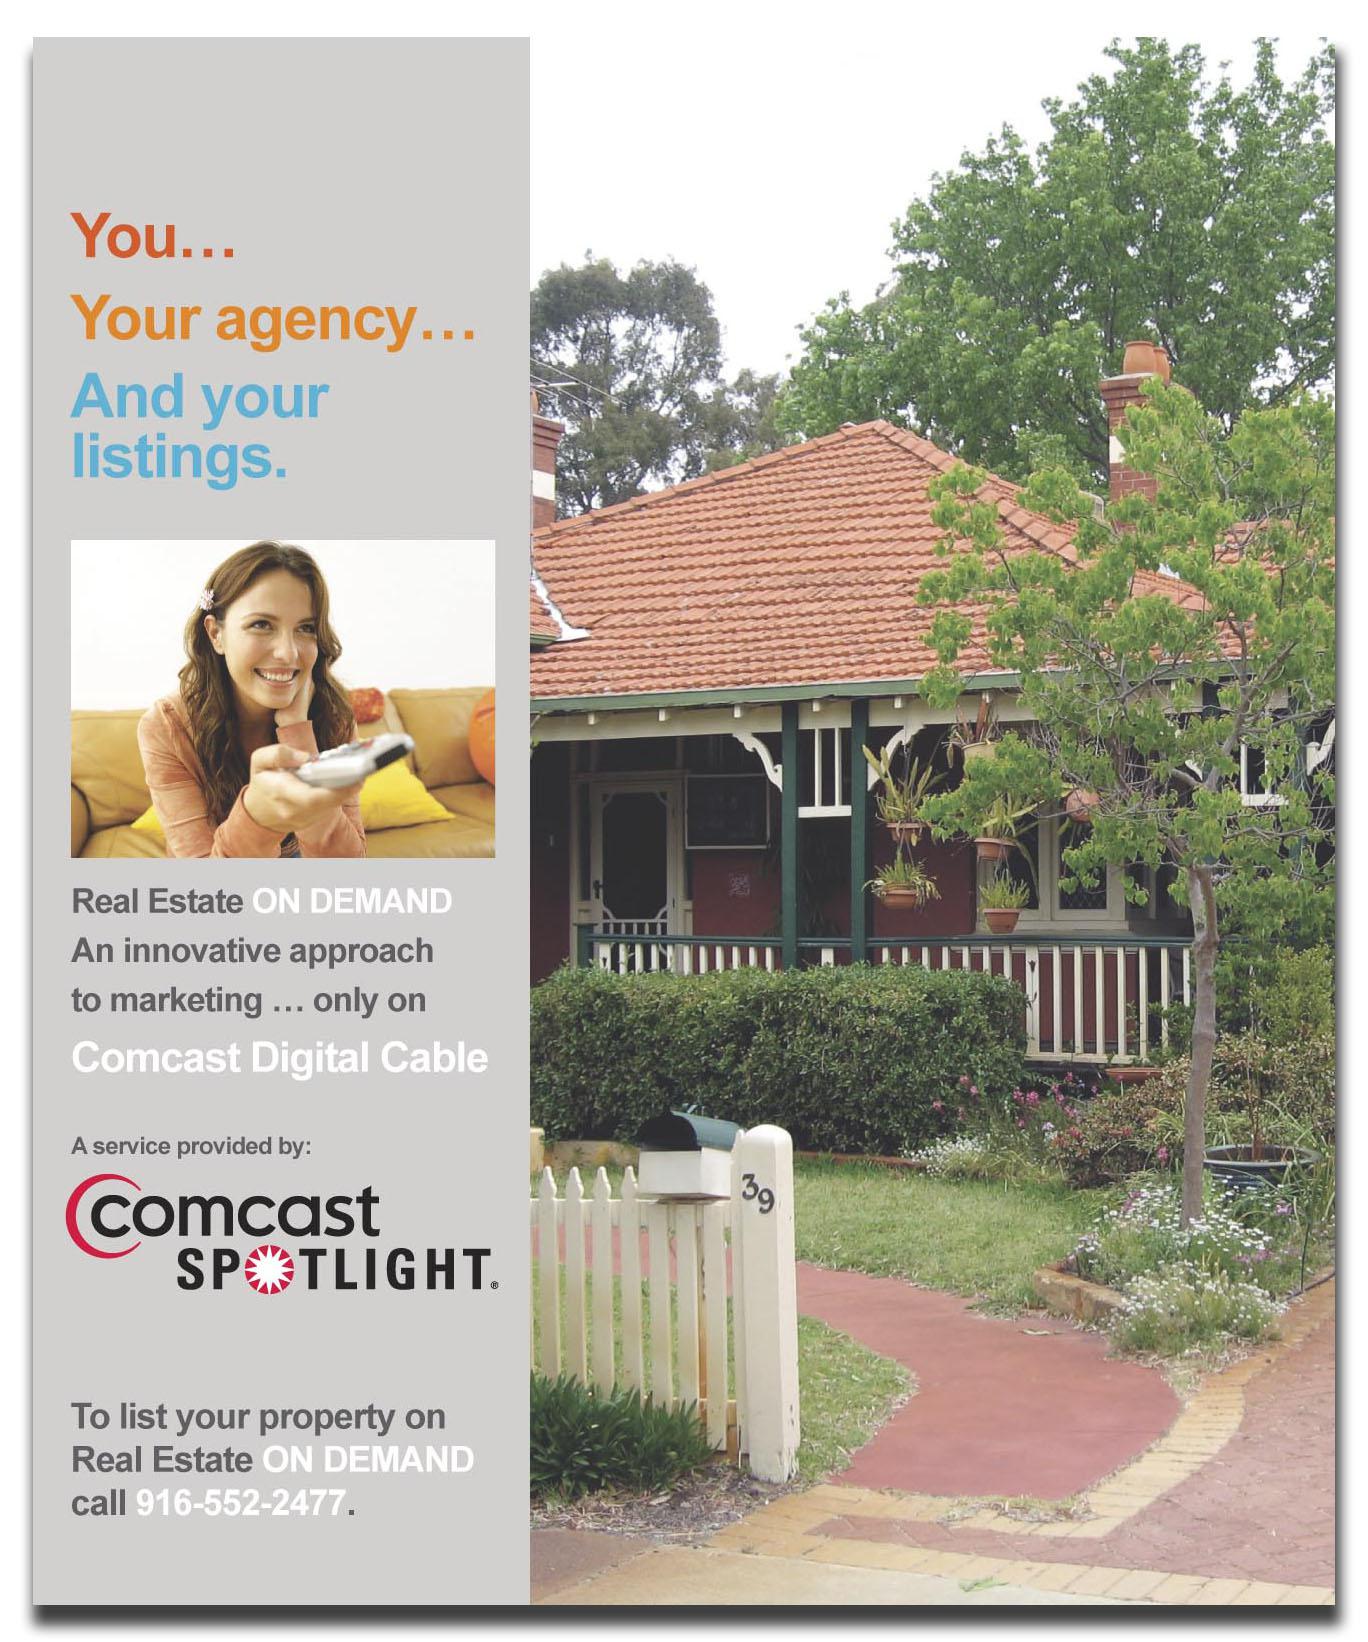 You…
Your agency…
And your
listings.
Real Estate ON DEMAND
An innovative approach
to marketing … only on
Comcast Digital Cable
A service provided by:
comcast
SPOTLIGHT®
39
To list your property on
Real Estate ON DEMAND
call 916-552-2477.